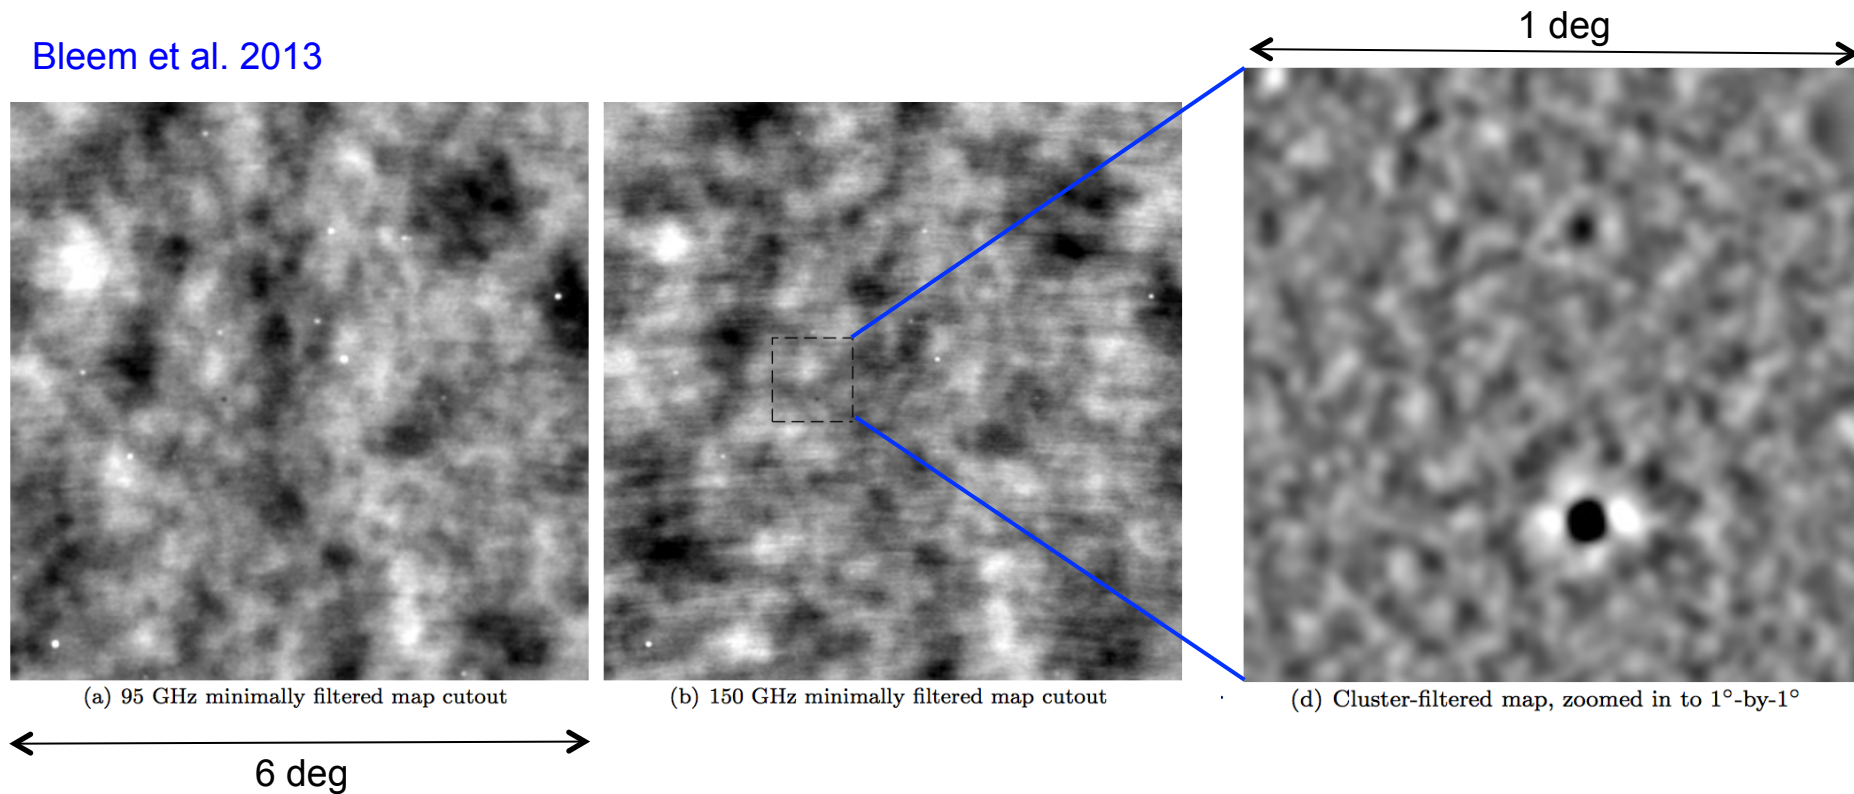 Bleem et al. 2013
1 deg
(a) 95 GHz minimally filtered map cutout
(b) 150 GHz minimally filtered map cutout
(d) Cluster-filtered map, zoomed in to 1°-by-1°
6 deg